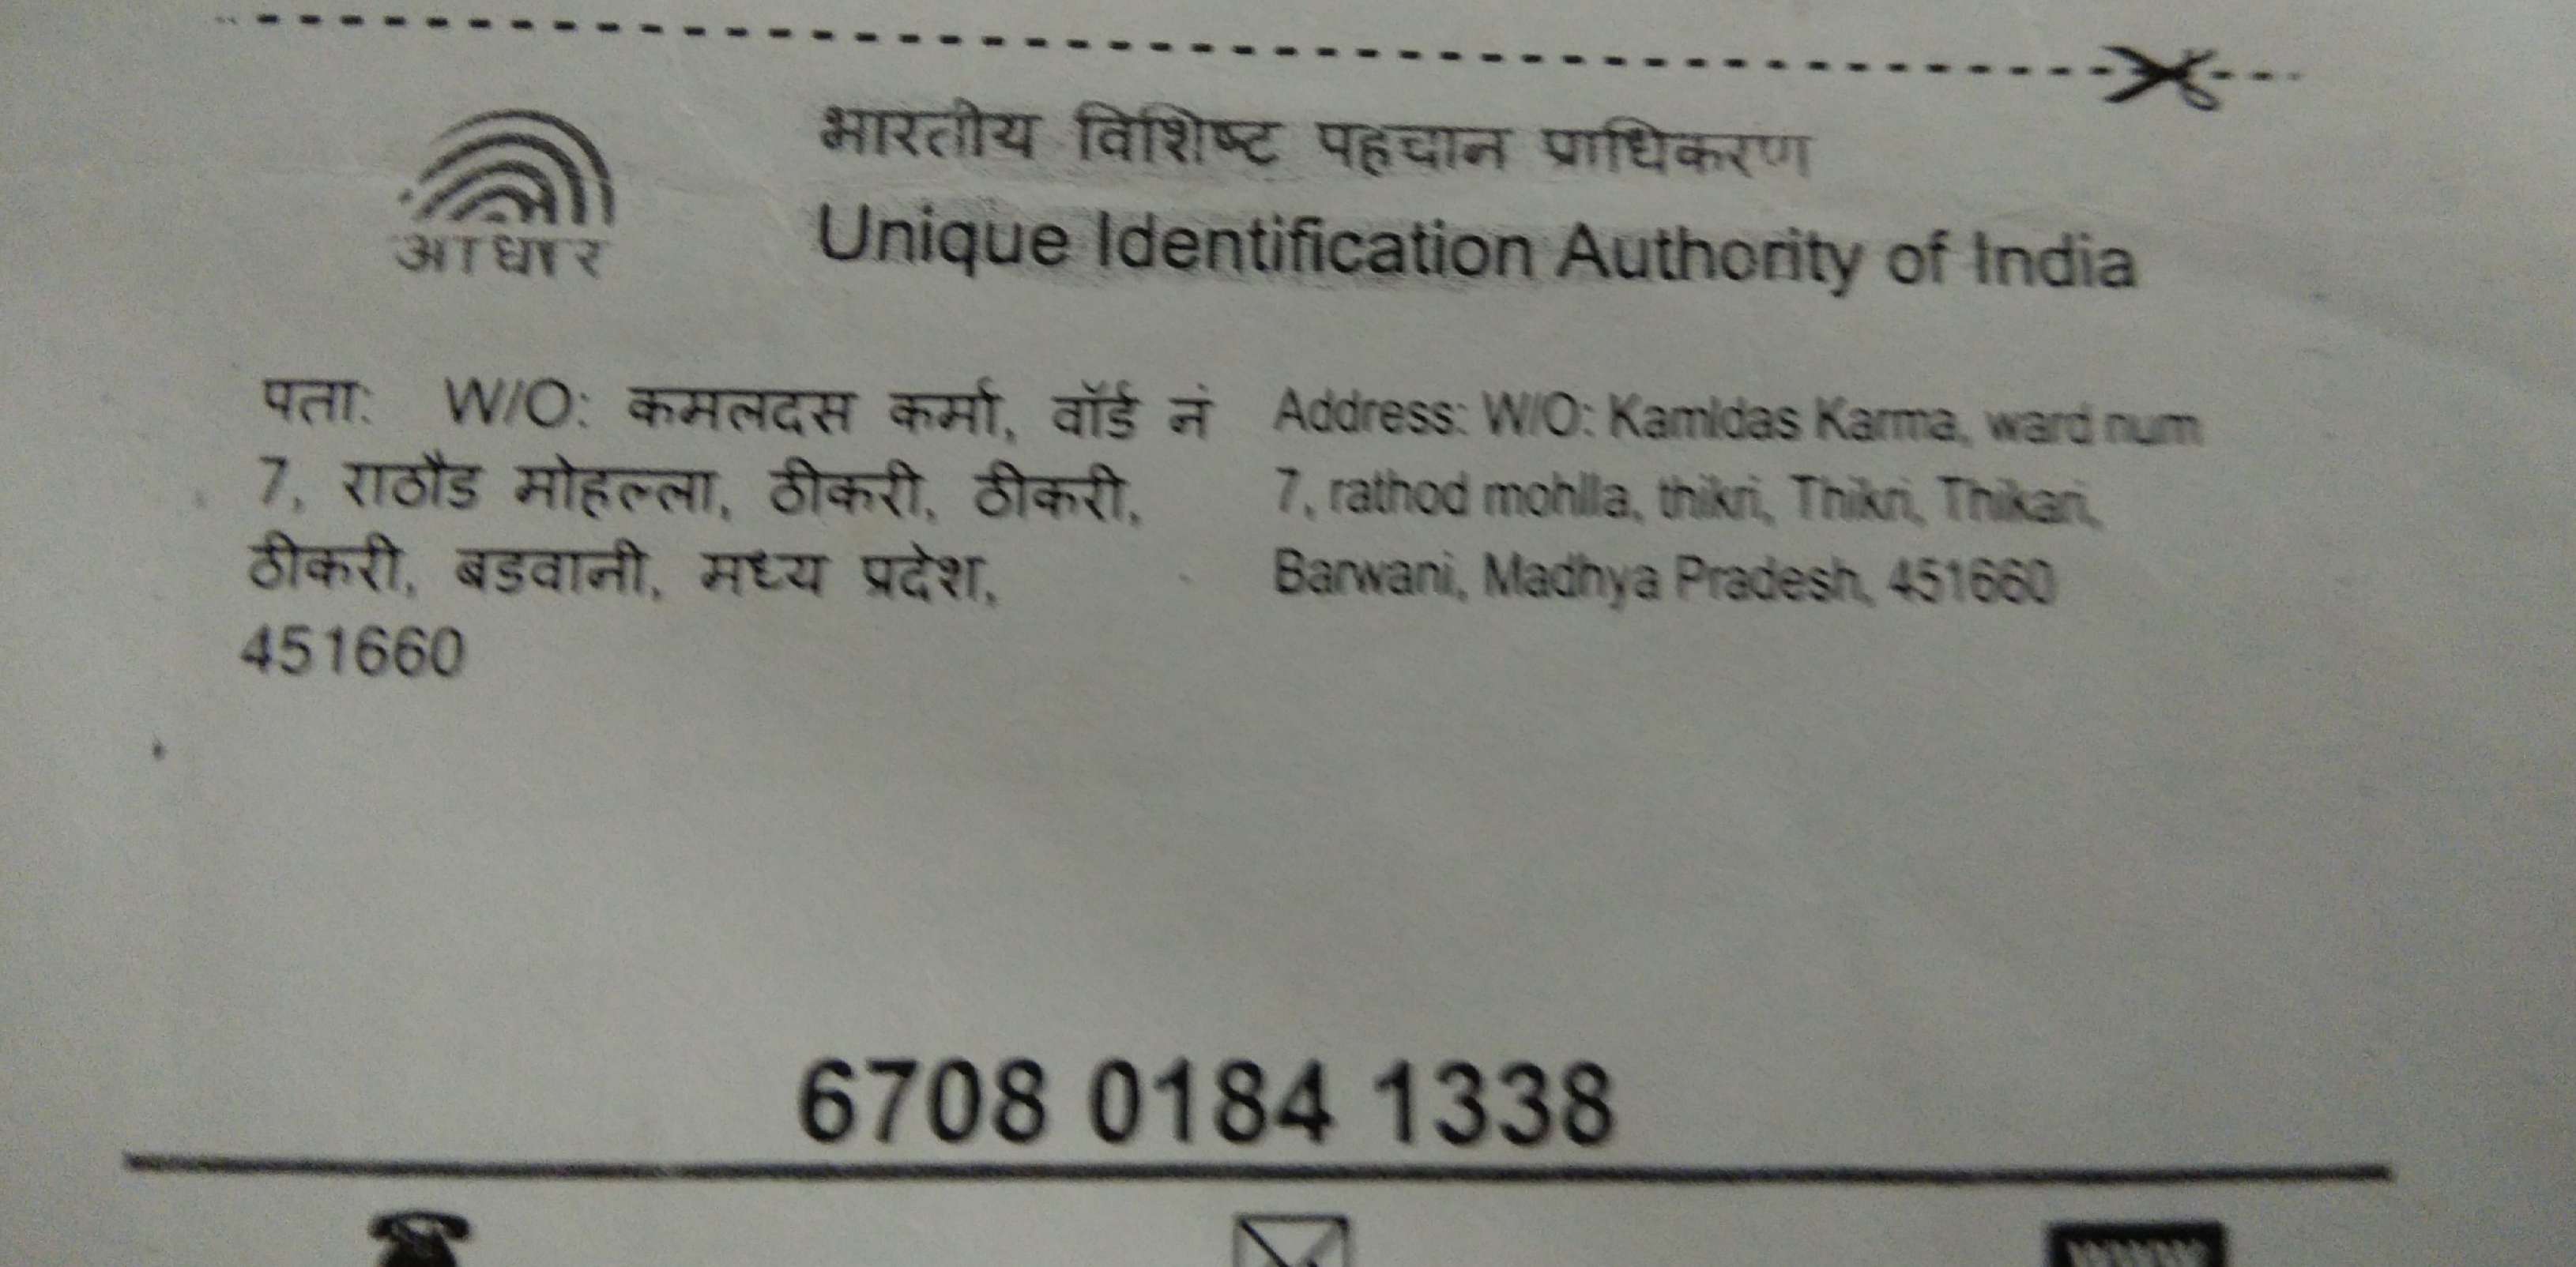 भारतीय विशिष्ट पहचान प्राधिकरण
आधार
Unique Identification Authority of India
पताः W/O: कमलदस कर्मा, वॉर्ड नं
7, राठौड मोहल्ला, ठीकरी, ठीकरी,
ठीकरी, बडवानी, मध्य प्रदेश,
451660
Address: W/O: Kamldas Karma, ward num
7, rathod mohlla, thikri, Thikri, Thikari,
Barwani, Madhya Pradesh, 451660
6708 0184 1338